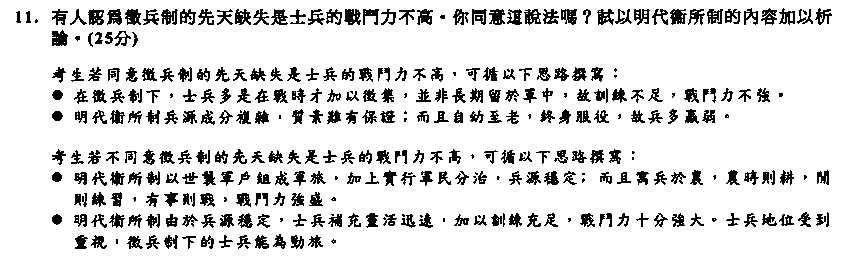 11. 有人認為徵兵制的先天缺失是士兵的戰鬥力不高。你同意這說法嗎？試以明代衞所制的內容加以析
論。(25分)
考生若同意徵兵制的先天缺失是士兵的戰鬥力不高，可循以下思路撰寫：
● 在徵兵制下，士兵多是在戰時才加以徵集，並非長期留於軍中，故訓練不足，戰鬥力不強。
● 明代衞所制兵源成分複雜，質素難有保證；而且自幼至老，終身服役，故兵多羸弱。
考生若不同意徵兵制的先天缺失是士兵的戰鬥力不高，可循以下思路撰寫：
● 明代衞所制以世襲軍戶組成軍旅，加上實行軍民分治，兵源穩定；而且寓兵於農，農時則耕，閒
則練習，有事則戰，戰鬥力強盛。
● 明代衞所制由於兵源穩定，士兵補充靈活迅速，加以訓練充足，戰鬥力十分強大。士兵地位受到
重視，徵兵制下的士兵能為勁旅。